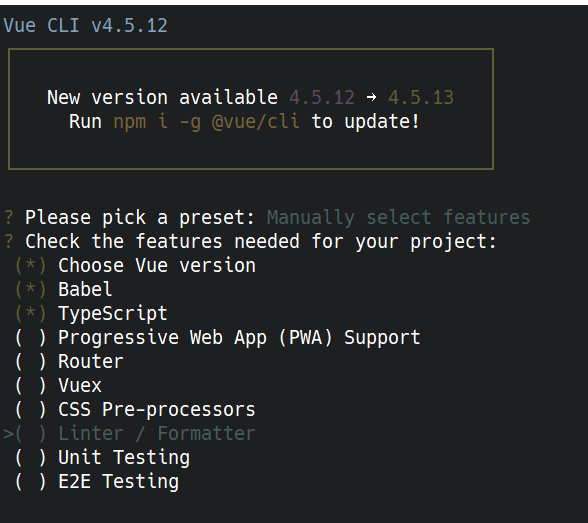 Vue CLI v4.5.12
New version available 4.5.12 → 4.5.13
Run npm i -g @vue/cli to update!
? Please pick a preset: Manually select features
? Check the features needed for your project:
(*) Choose Vue version
(*) Babel
(*) TypeScript
( ) Progressive Web App (PWA) Support
( ) Router
( ) Vuex
( ) CSS Pre-processors
>( ) Linter / Formatter
( ) Unit Testing
( ) E2E Testing